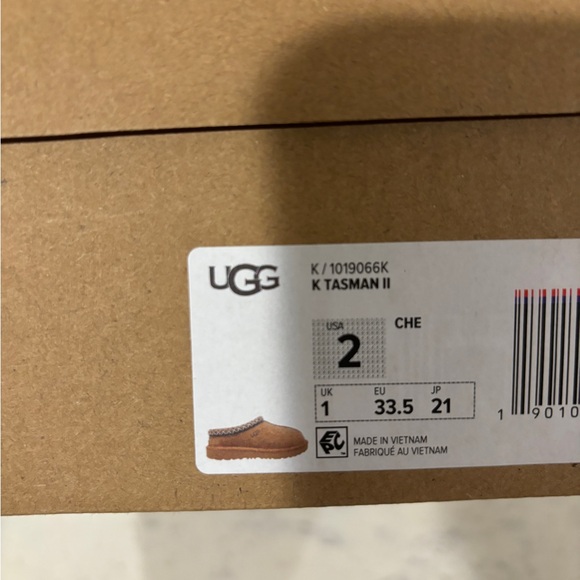 UGG
K / 1019066K
K TASMAN II
USA
2
CHE
UK EU JP
1 33.5 21
MADE IN VIETNAM
FABRIQUÉ AU VIETNAM
1 9010